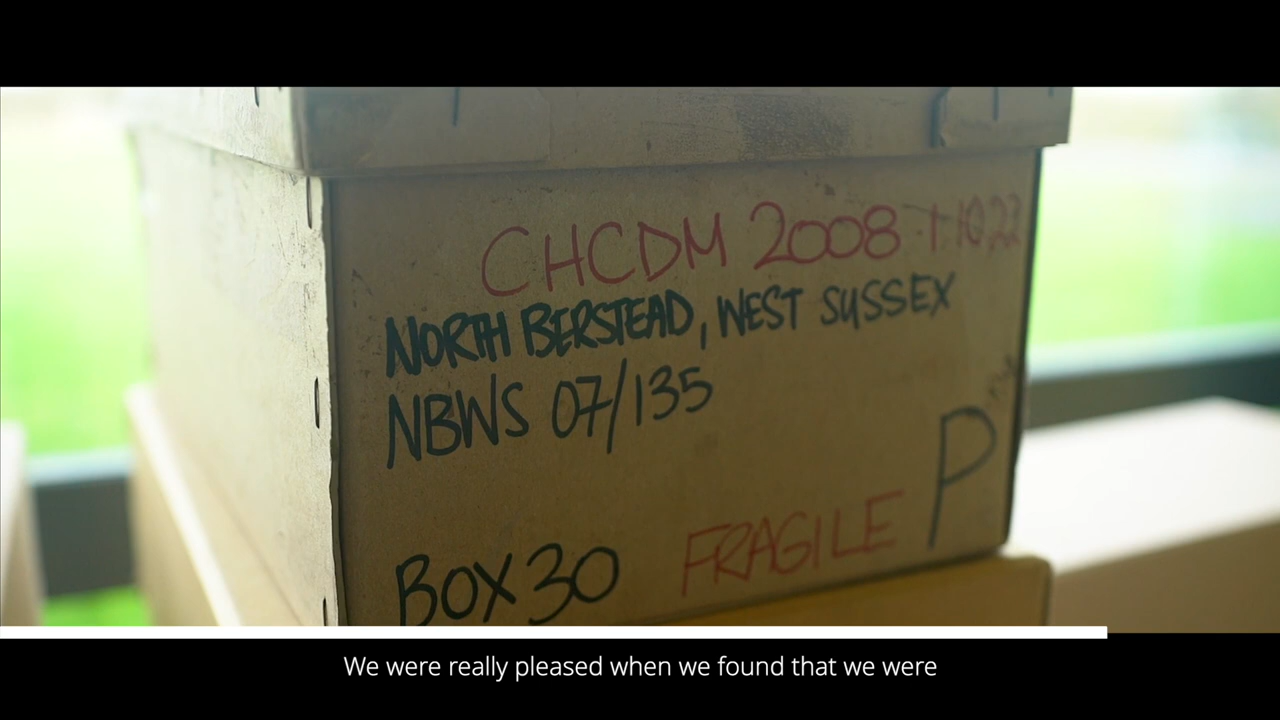 CHCDM 2008 ·1·1022
NORTH BERSTEAD, WEST SUSSEX
NBWS 07/135
P
BOX 30 FRAGILE
We were really pleased when we found that we were